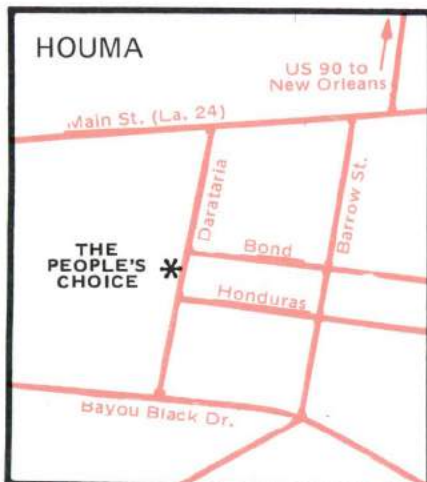 HOUMA
US 90 to
New Orleans
Main St. (La. 24)
Darataria
Barrow St.
Bond
THE
PEOPLE'S
CHOICE
*
Honduras
Bayou Black Dr.